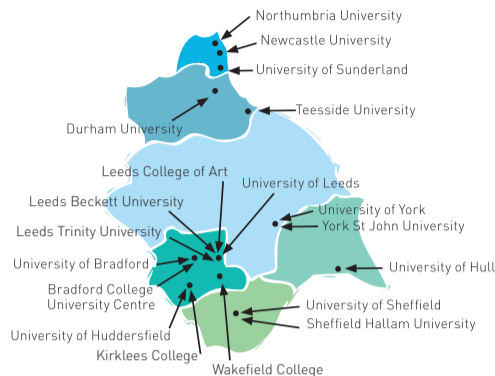 Northumbria University
Newcastle University
University of Sunderland
Teesside University
Durham University
Leeds College of Art
University of Leeds
Leeds Beckett University
University of York
Leeds Trinity University
York St John University
University of Bradford
University of Hull
Bradford College
University Centre
University of Sheffield
Sheffield Hallam University
University of Huddersfield
Kirklees College
Wakefield College